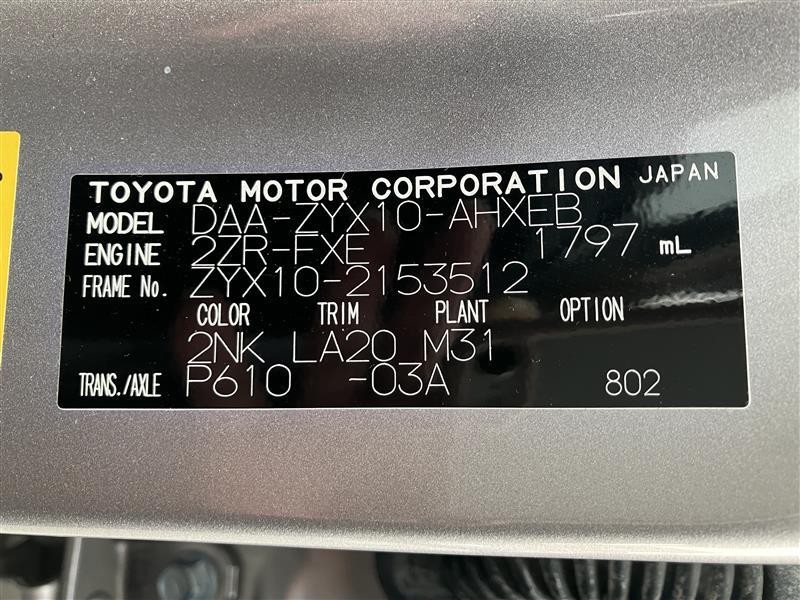 TOYOTA MOTOR CORPORATION JAPAN
MODEL DAA-ZYX10-AHXEB
ENGINE 2ZR-FXE 1797 mL
FRAME No. ZYX10-2153512
COLOR TRIM PLANT OPTION
2NK LA20 M31
TRANS./AXLE P610 -03A 802